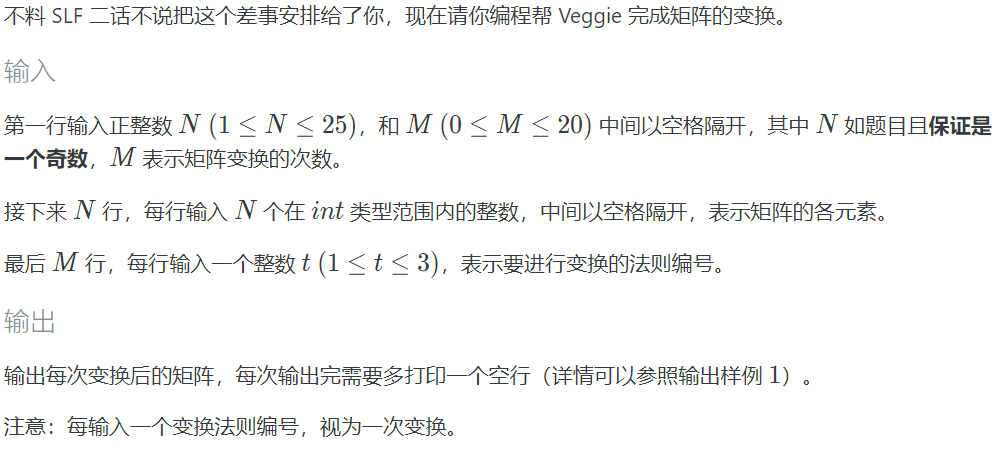 不料 SLF 二话不说把这个差事安排给了你，现在请你编程帮 Veggie 完成矩阵的变换。
输入
第一行输入正整数 N (1 ≤ N ≤ 25)，和 M (0 ≤ M ≤ 20) 中间以空格隔开，其中 N 如题目且保证是
一个奇数，M 表示矩阵变换的次数。
接下来 N 行，每行输入 N 个在 int 类型范围内的整数，中间以空格隔开，表示矩阵的各元素。
最后 M 行，每行输入一个整数 t (1 ≤ t ≤ 3)，表示要进行变换的法则编号。
输出
输出每次变换后的矩阵，每次输出完需要多打印一个空行（详情可以参照输出样例 1）。
注意：每输入一个变换法则编号，视为一次变换。